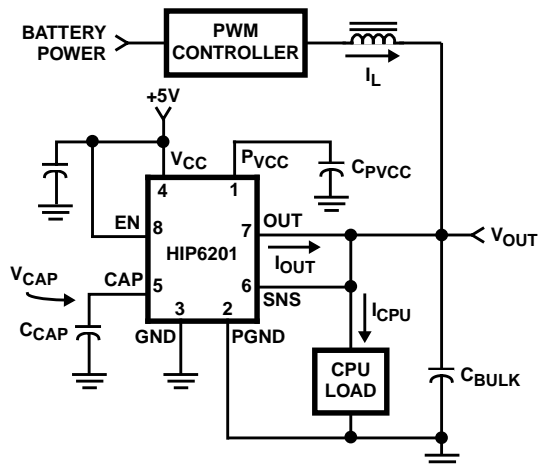 BATTERY
POWER
PWM
CONTROLLER
I_L
+5V
V_CC
P_VCC
C_PVCC
4
1
EN
8
OUT
7
V_OUT
HIP6201
I_OUT
V_CAP
CAP
5
6
SNS
I_CPU
C_CAP
3
2
GND
PGND
CPU
LOAD
C_BULK